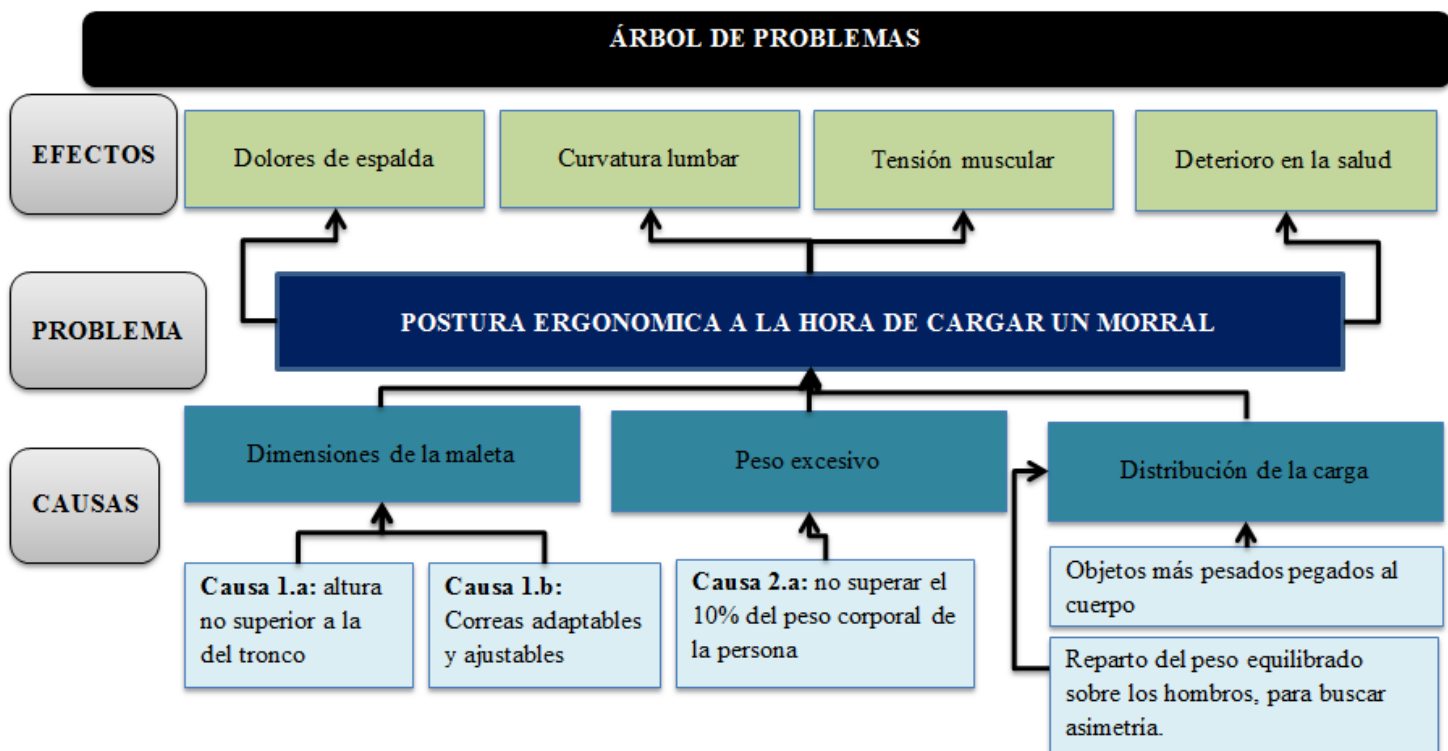 ÁRBOL DE PROBLEMAS
EFECTOS
Dolores de espalda
Curvatura lumbar
Tensión muscular
Deterioro en la salud
PROBLEMA
POSTURA ERGONOMICA A LA HORA DE CARGAR UN MORRAL
CAUSAS
Dimensiones de la maleta
Peso excesivo
Distribución de la carga
Causa 1.a: altura
no superior a la
del tronco
Causa 1.b:
Correas adaptables
y ajustables
Causa 2.a: no superar el
10% del peso corporal de
la persona
Objetos más pesados pegados al
cuerpo
Reparto del peso equilibrado
sobre los hombros, para buscar
asimetría.